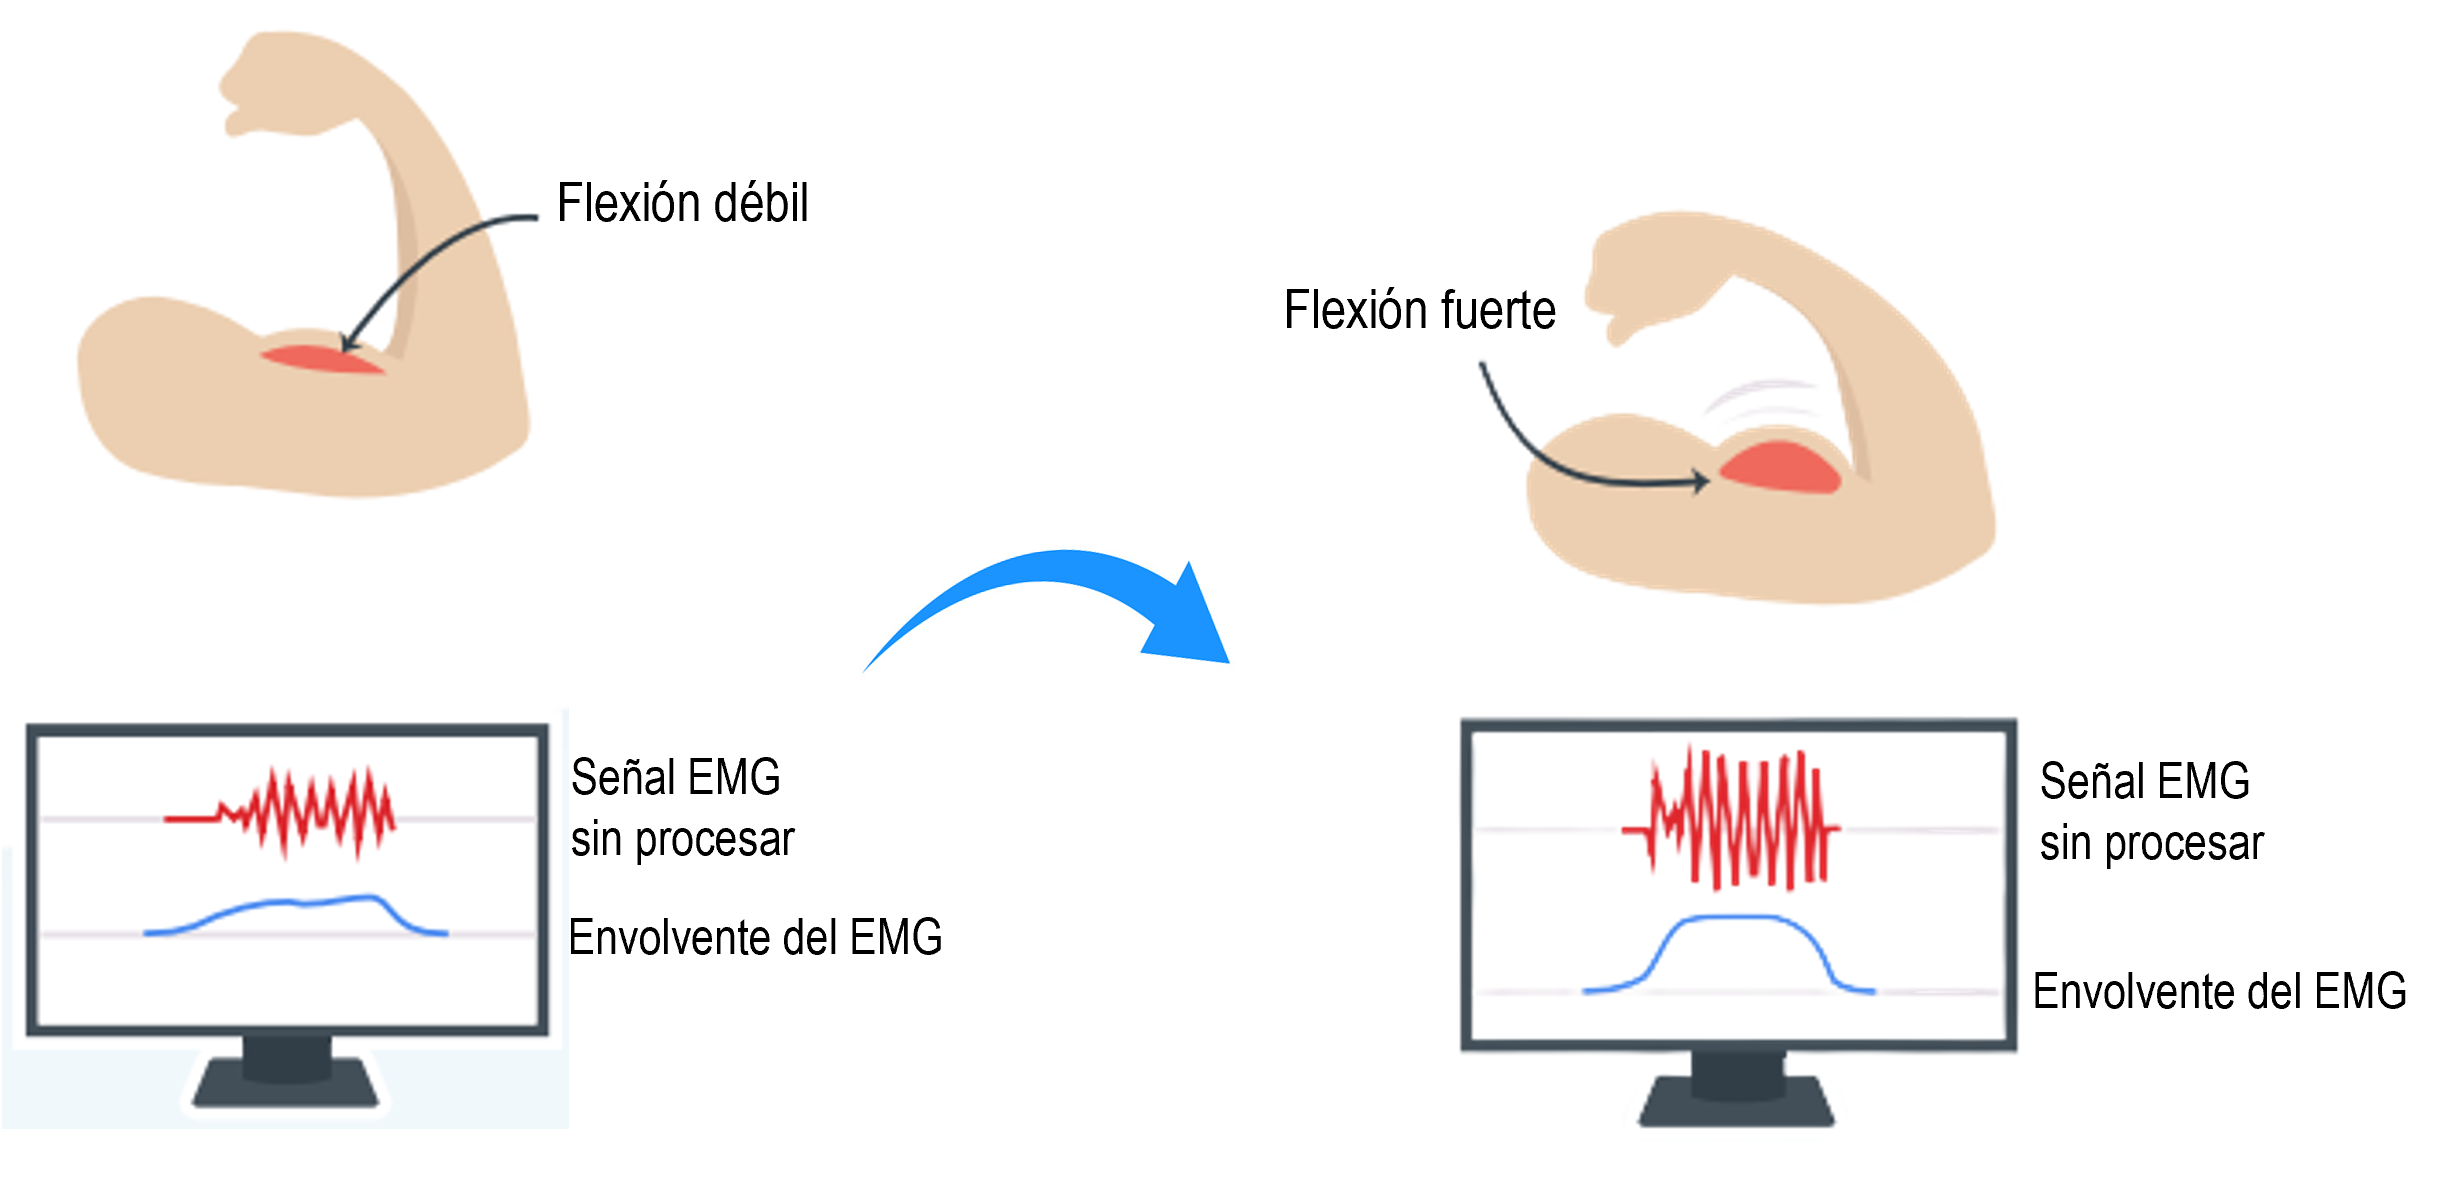 Flexión débil
Flexión fuerte
Señal EMG
sin procesar
Envolvente del EMG
Señal EMG
sin procesar
Envolvente del EMG